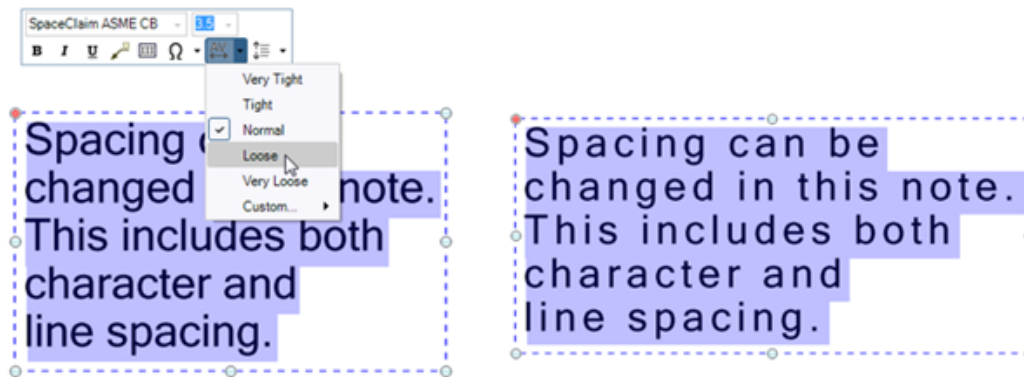 SpaceClaim ASME CB 3.5
B I U Ω
Very Tight
Tight
Normal
Loose
Very Loose
Custom...
Spacing
changed note.
This includes both
character and
line spacing.
Spacing can be
changed in this note.
This includes both
character and
line spacing.